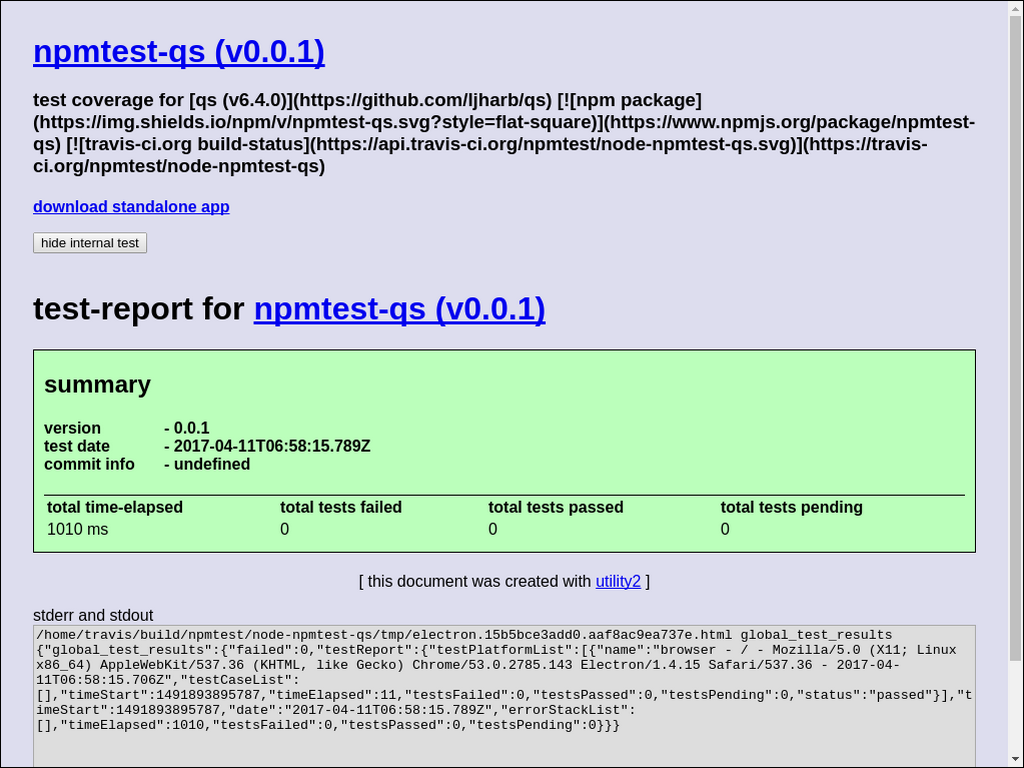 npmtest-qs (v0.0.1)
test coverage for [qs (v6.4.0)](https://github.com/ljharb/qs) [![npm package]
(https://img.shields.io/npm/v/npmtest-qs.svg?style=flat-square)](https://www.npmjs.org/package/npmtest-
qs) [![travis-ci.org build-status](https://api.travis-ci.org/npmtest/node-npmtest-qs.svg)](https://travis-
ci.org/npmtest/node-npmtest-qs)
download standalone app
hide internal test
test-report for npmtest-qs (v0.0.1)
summary
version - 0.0.1
test date - 2017-04-11T06:58:15.789Z
commit info - undefined
total time-elapsed total tests failed total tests passed total tests pending
1010 ms 0 0 0
[ this document was created with utility2 ]
stderr and stdout
/home/travis/build/npmtest/node-npmtest-qs/tmp/electron.15b5bce3add0.aaf8ac9ea737e.html global_test_results
{"global_test_results":{"failed":0,"testReport":{"testPlatformList":[{"name":"browser - / - Mozilla/5.0 (X11; Linux
x86_64) AppleWebKit/537.36 (KHTML, like Gecko) Chrome/53.0.2785.143 Electron/1.4.15 Safari/537.36 - 2017-04-
11T06:58:15.706Z","testCaseList":
[],"timeStart":1491893895787,"timeElapsed":11,"testsFailed":0,"testsPassed":0,"testsPending":0,"status":"passed"}],"t
imeStart":1491893895787,"date":"2017-04-11T06:58:15.789Z","errorStackList":
[],"timeElapsed":1010,"testsFailed":0,"testsPassed":0,"testsPending":0}}}